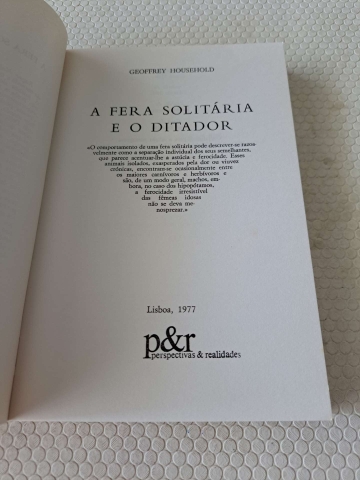 GEOFFREY HOUSEHOLD
A FERA SOLITÁRIA
E O DITADOR
«O comportamento de uma fera solitária pode descrever-se razoa-
velmente como a separação individual dos seus semelhantes,
que parece acentuar-lhe a astúcia e ferocidade. Esses
animais isolados, exasperados pela dor ou viuvez
crónicas, encontram-se ocasionalmente entre
os maiores carnívoros e herbívoros e
são, de um modo geral, machos, em-
bora, no caso dos hipopótamos,
a ferocidade irresistível
das fêmeas idosas
não se deva me-
nosprezar.»
Lisboa, 1977
p&r
perspectivas & realidades